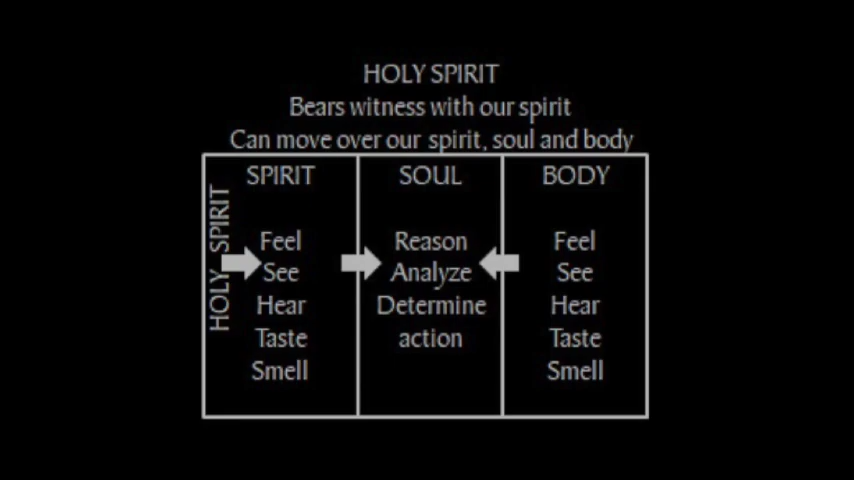 HOLY SPIRIT
Bears witness with our spirit
Can move over our spirit, soul and body
HOLY SPIRIT
SPIRIT
Feel
See
Hear
Taste
Smell
SOUL
Reason
Analyze
Determine
action
BODY
Feel
See
Hear
Taste
Smell